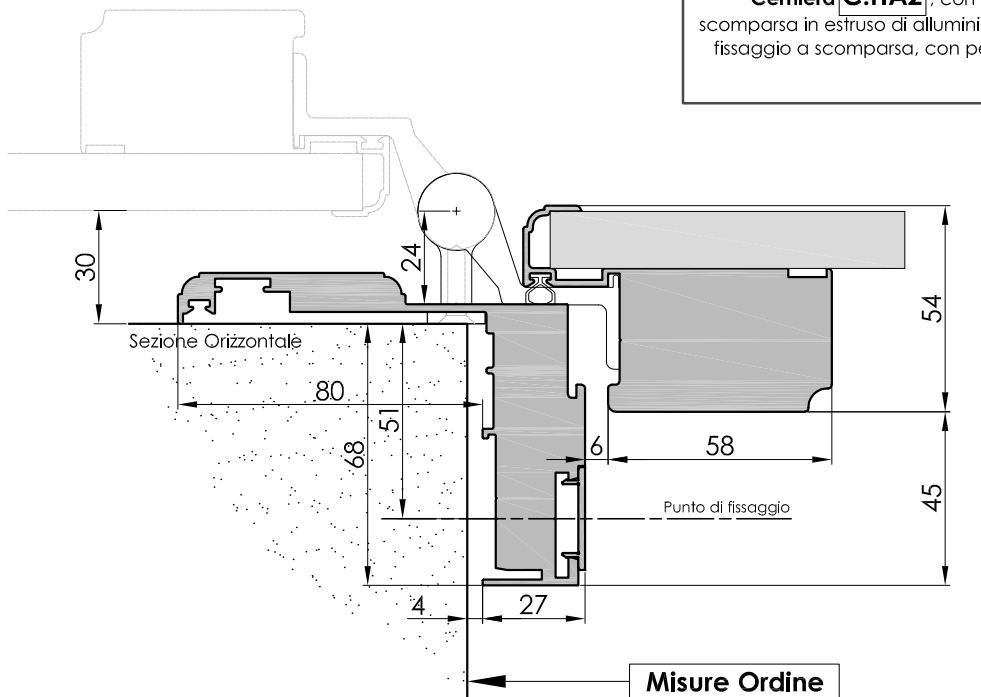 Cerniera C.HA2, con
scomparsa in estruso di allumini
fissaggio a scomparsa, con pe
30
24
54
Sezione Orizzontale
80
51
68
6
58
45
Punto di fissaggio
4
27
Misure Ordine